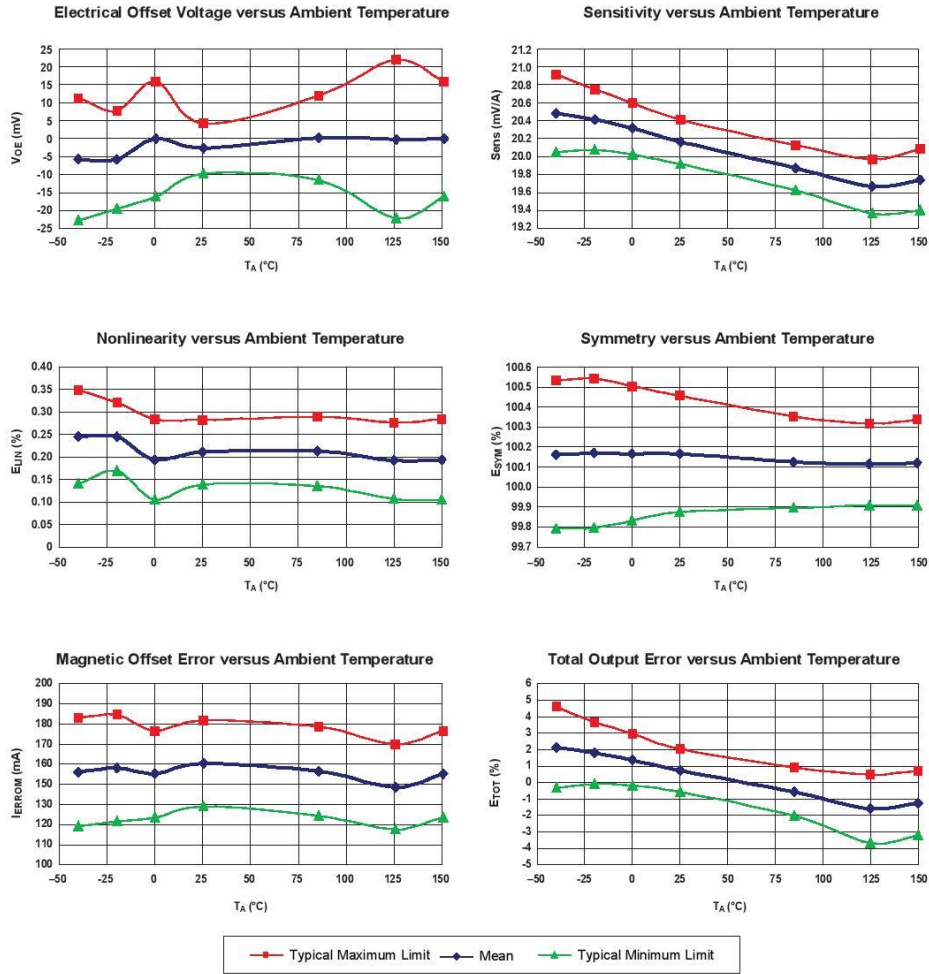 Electrical Offset Voltage versus Ambient Temperature
25
20
15
10
5
0
-5
-10
-15
-20
-25
VOE (mV)
–50 -25 0 25 50 75 100 125 150
TA (°C)
Sensitivity versus Ambient Temperature
21.2
21.0
20.8
20.6
20.4
20.2
20.0
19.8
19.6
19.4
19.2
Sens (mV/A)
–50 -25 0 25 50 75 100 125 150
TA (°C)
Nonlinearity versus Ambient Temperature
0.40
0.35
0.30
0.25
0.20
0.15
0.10
0.05
0
ELIN (%)
–50 -25 0 25 50 75 100 125 150
TA (°C)
Symmetry versus Ambient Temperature
100.6
100.5
100.4
100.3
100.2
100.1
100.0
99.9
99.8
99.7
ESYM (%)
–50 -25 0 25 50 75 100 125 150
TA (°C)
Magnetic Offset Error versus Ambient Temperature
200
190
180
170
160
150
140
130
120
110
100
IERROM (mA)
–50 -25 0 25 50 75 100 125 150
TA (°C)
Total Output Error versus Ambient Temperature
6
5
4
3
2
1
0
-1
-2
-3
-4
-5
ETOT (%)
–50 -25 0 25 50 75 100 125 150
TA (°C)
Typical Maximum Limit Mean Typical Minimum Limit